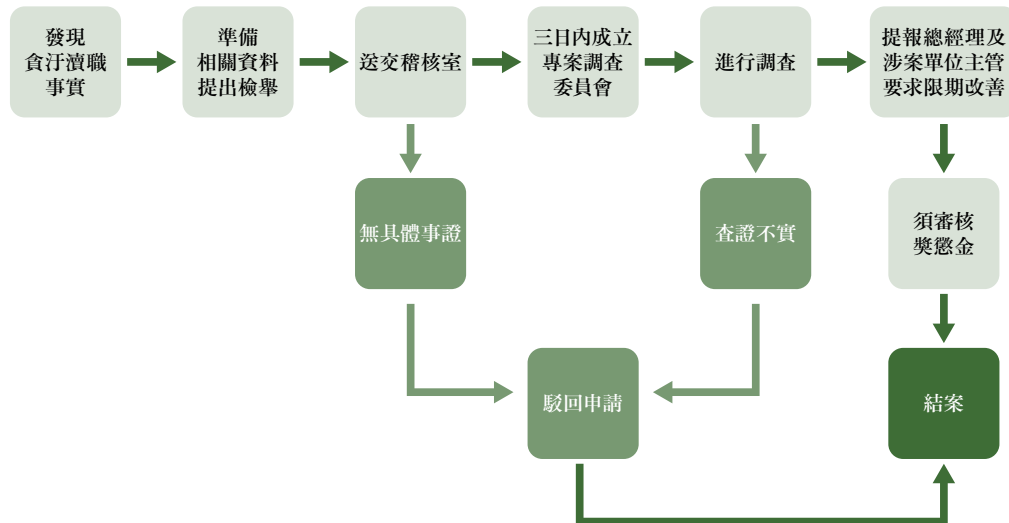 發現
貪汙瀆職
事實
準備
相關資料
提出檢舉
送交稽核室
三日內成立
專案調查
委員會
進行調查
提報總經理及
涉案單位主管
要求限期改善
無具體事證
查證不實
須審核
獎懲金
駁回申請
結案